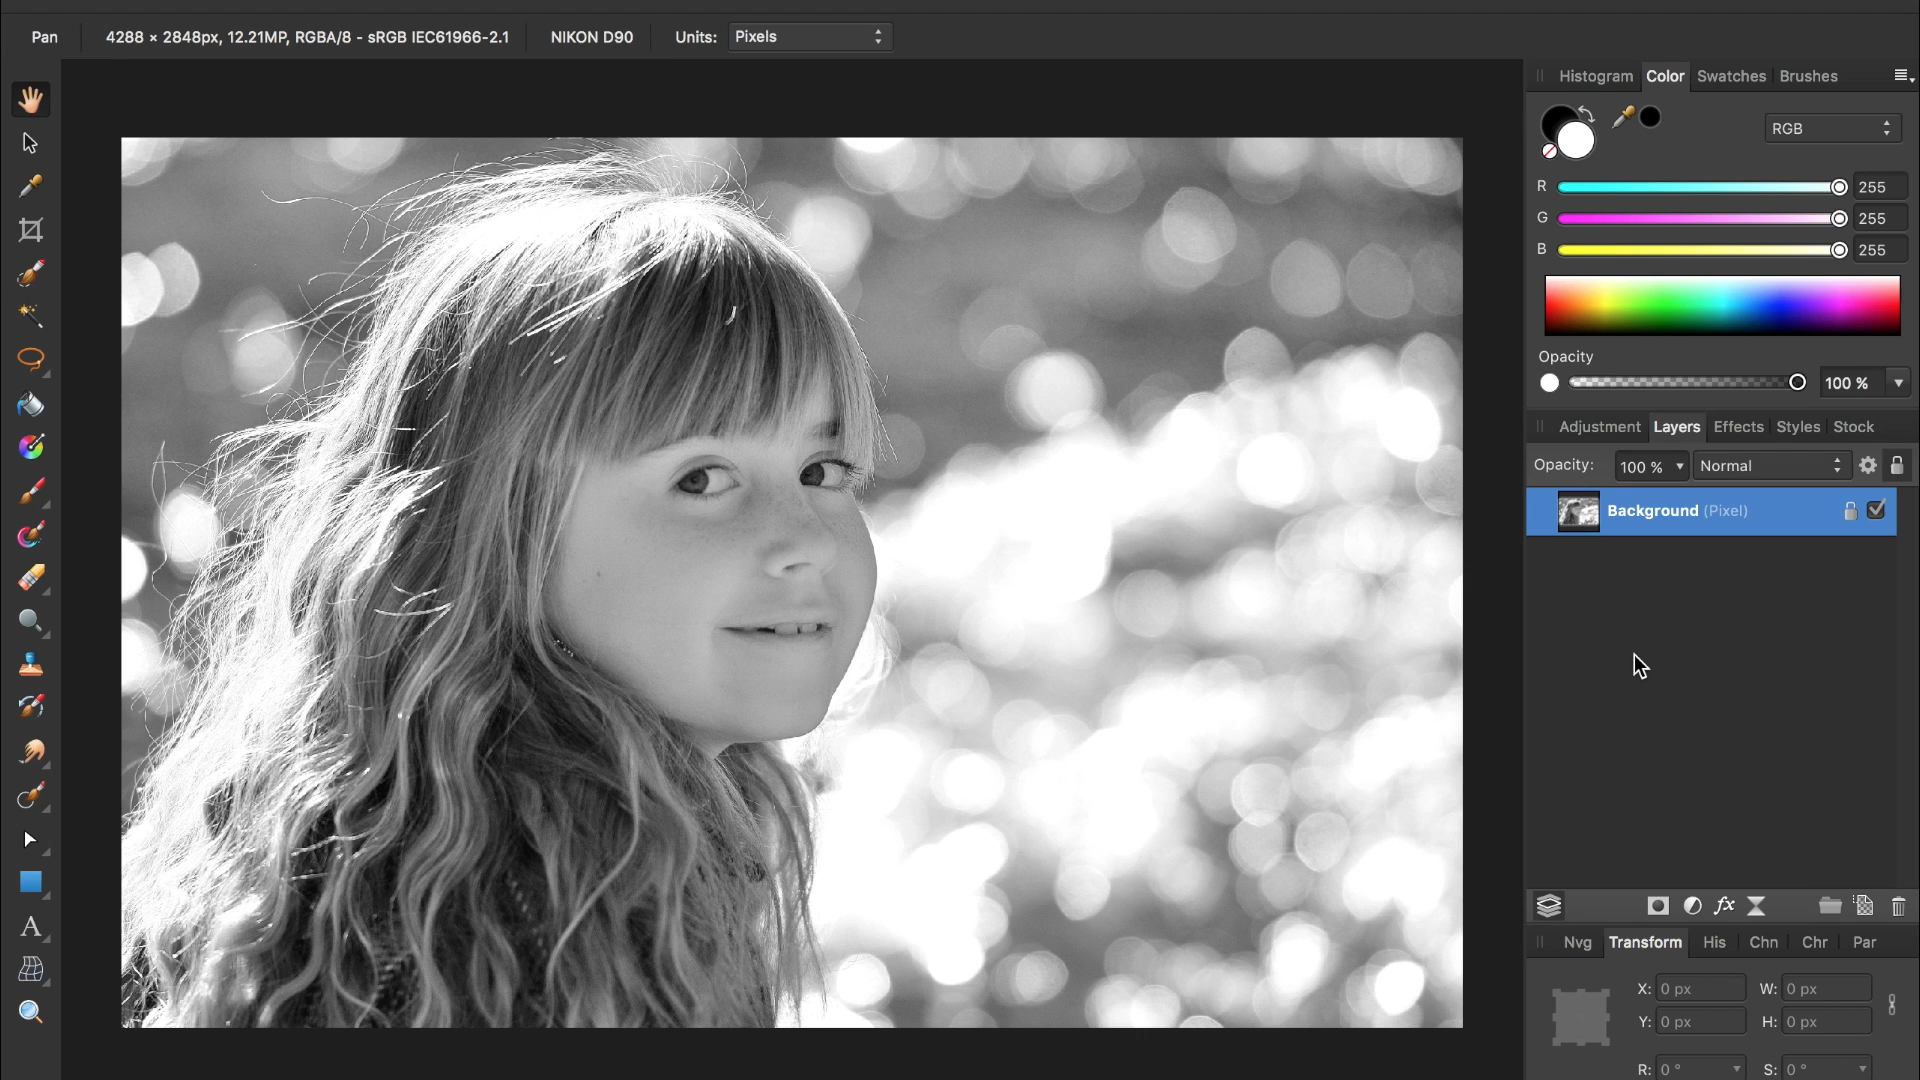 Pan 4288 × 2848px, 12.21MP, RGBA/8 - sRGB IEC61966-2.1 NIKON D90 Units: Pixels
Histogram Color Swatches Brushes
RGB
R 255
G 255
B 255
Opacity
100 %
Adjustment Layers Effects Styles Stock
Opacity: 100 % Normal
Background (Pixel)
fx
A
Nvg Transform His Chn Chr Par
X: 0 px W: 0 px
Y: 0 px H: 0 px
R: 0 ° S: 0 °